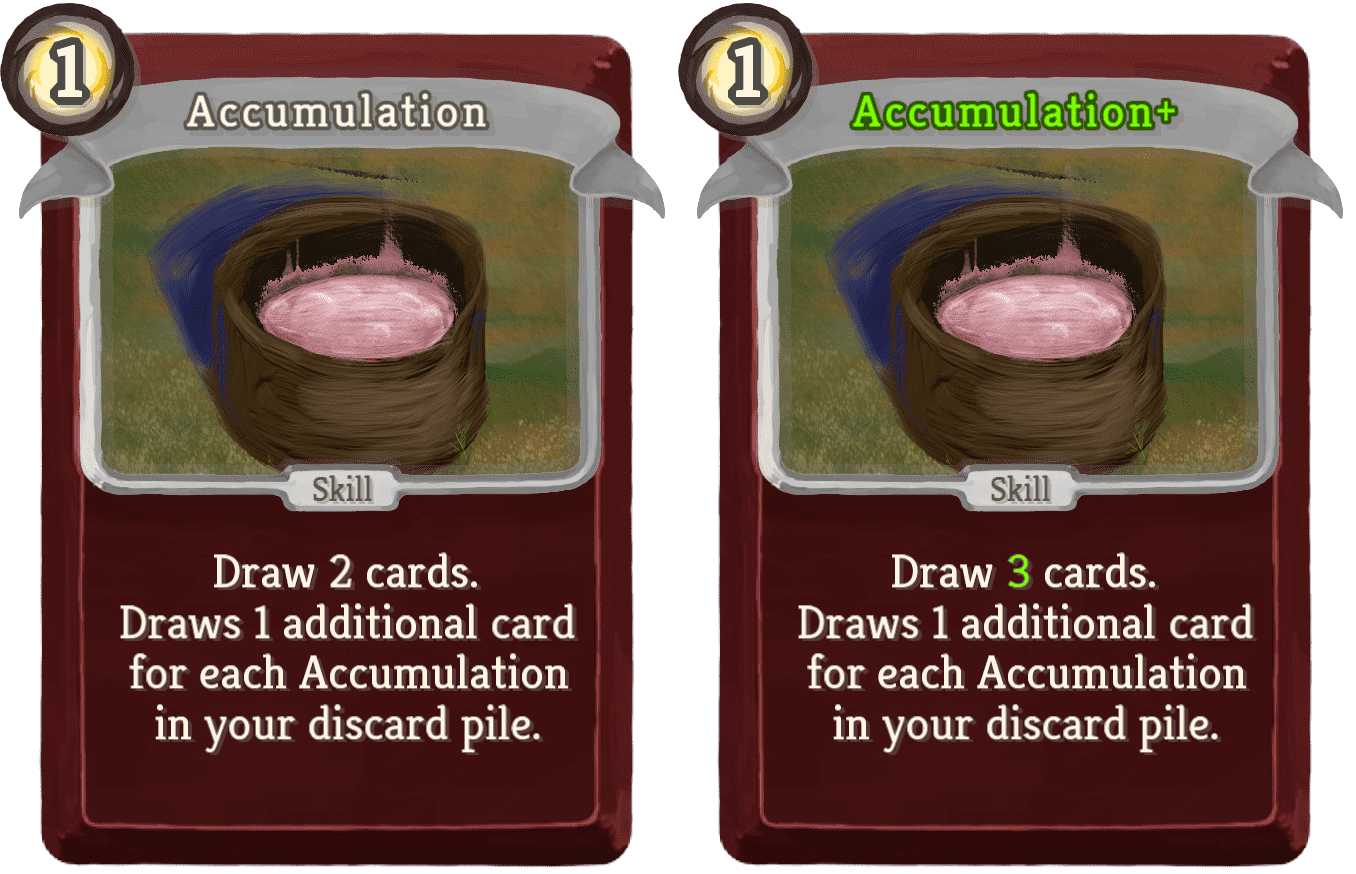 1
Accumulation
Skill
Draw 2 cards.
Draws 1 additional card
for each Accumulation
in your discard pile.
1
Accumulation+
Skill
Draw 3 cards.
Draws 1 additional card
for each Accumulation
in your discard pile.